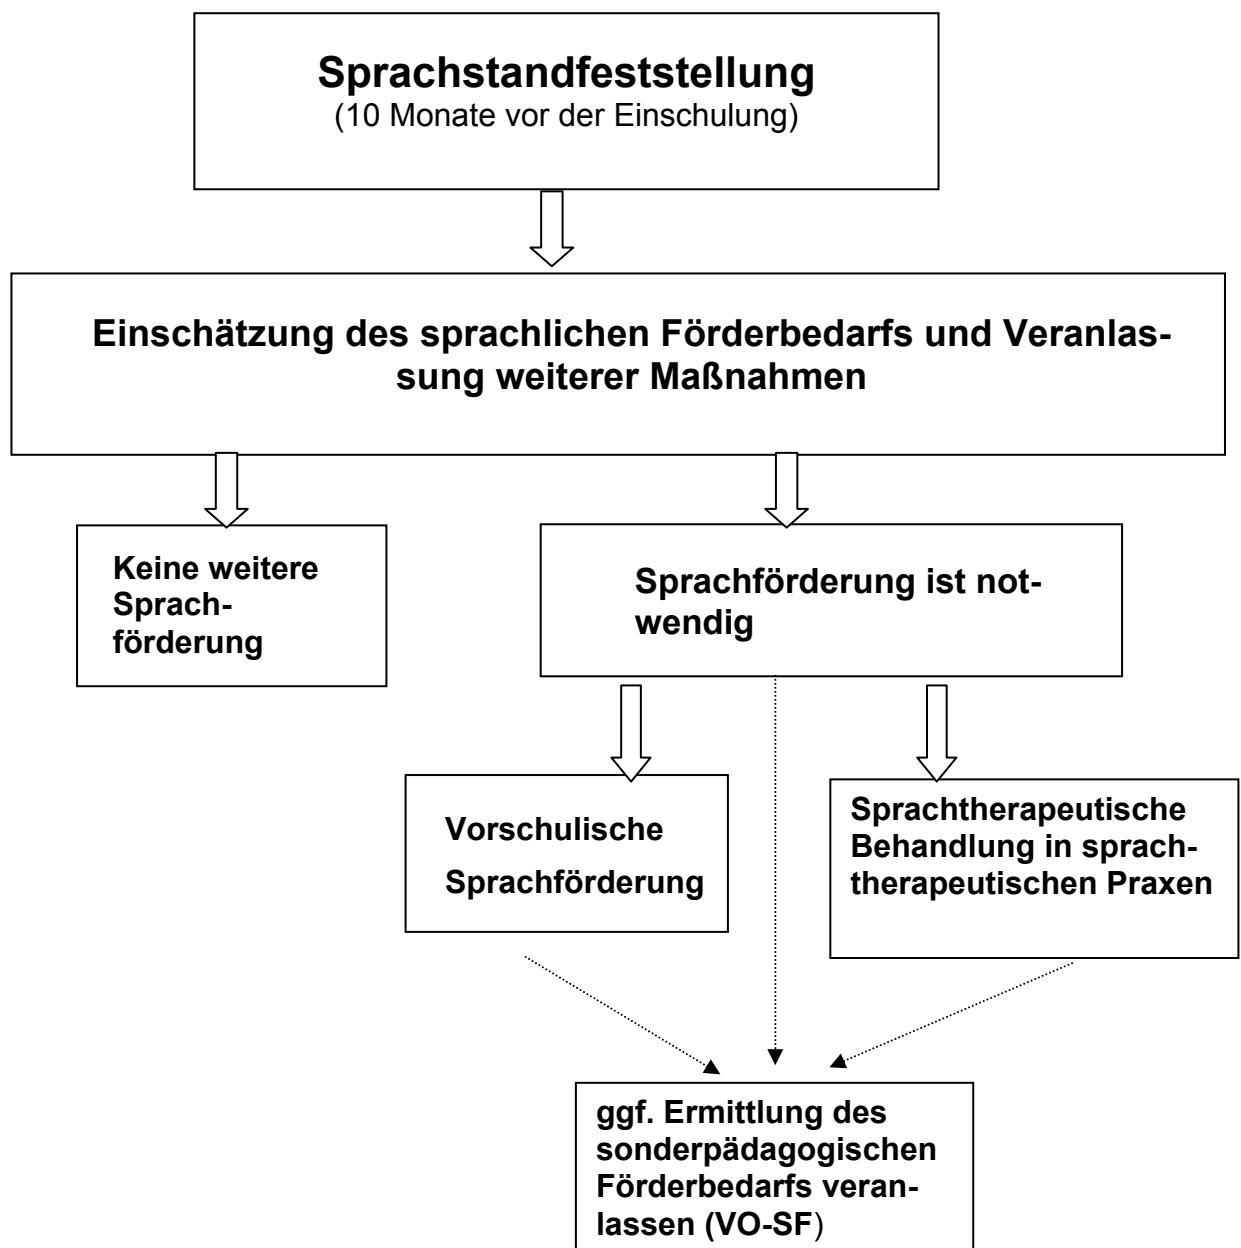 Sprachstandfeststellung
(10 Monate vor der Einschulung)
Einschätzung des sprachlichen Förderbedarfs und Veranlas-
sung weiterer Maßnahmen
Keine weitere
Sprach-
förderung
Sprachförderung ist not-
wendig
Vorschulische
Sprachförderung
Sprachtherapeutische
Behandlung in sprach-
therapeutischen Praxen
ggf. Ermittlung des
sonderpädagogischen
Förderbedarfs veran-
lassen (VO-SF)